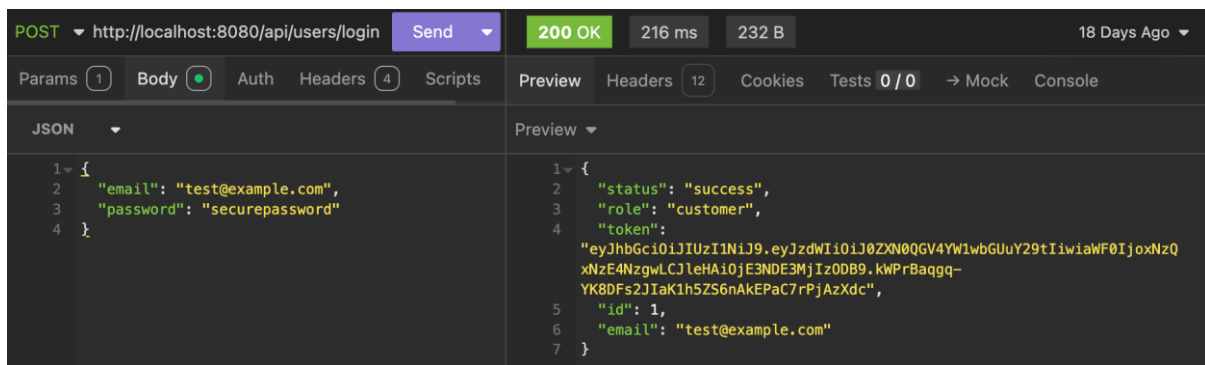 POST http://localhost:8080/api/users/login Send 200 OK 216 ms 232 B 18 Days Ago
Params 1 Body Auth Headers 4 Scripts Preview Headers 12 Cookies Tests 0 / 0 → Mock Console
JSON Preview
1 {
2 "email": "test@example.com",
3 "password": "securepassword"
4 }
1 {
2 "status": "success",
3 "role": "customer",
4 "token":
"eyJhbGciOiJIUzI1NiJ9.eyJzdWIiOiJ0ZXN0QGV4YW1wbGUuY29tIiwiaWF0IjoxNzQ
xNzE4NzgwLCJleHAiOjE3NDE3MjIzODB9.kWPrBaqgq-
YK8DFs2JIaK1h5ZS6nAkEPaC7rPjAzXdc",
5 "id": 1,
6 "email": "test@example.com"
7 }